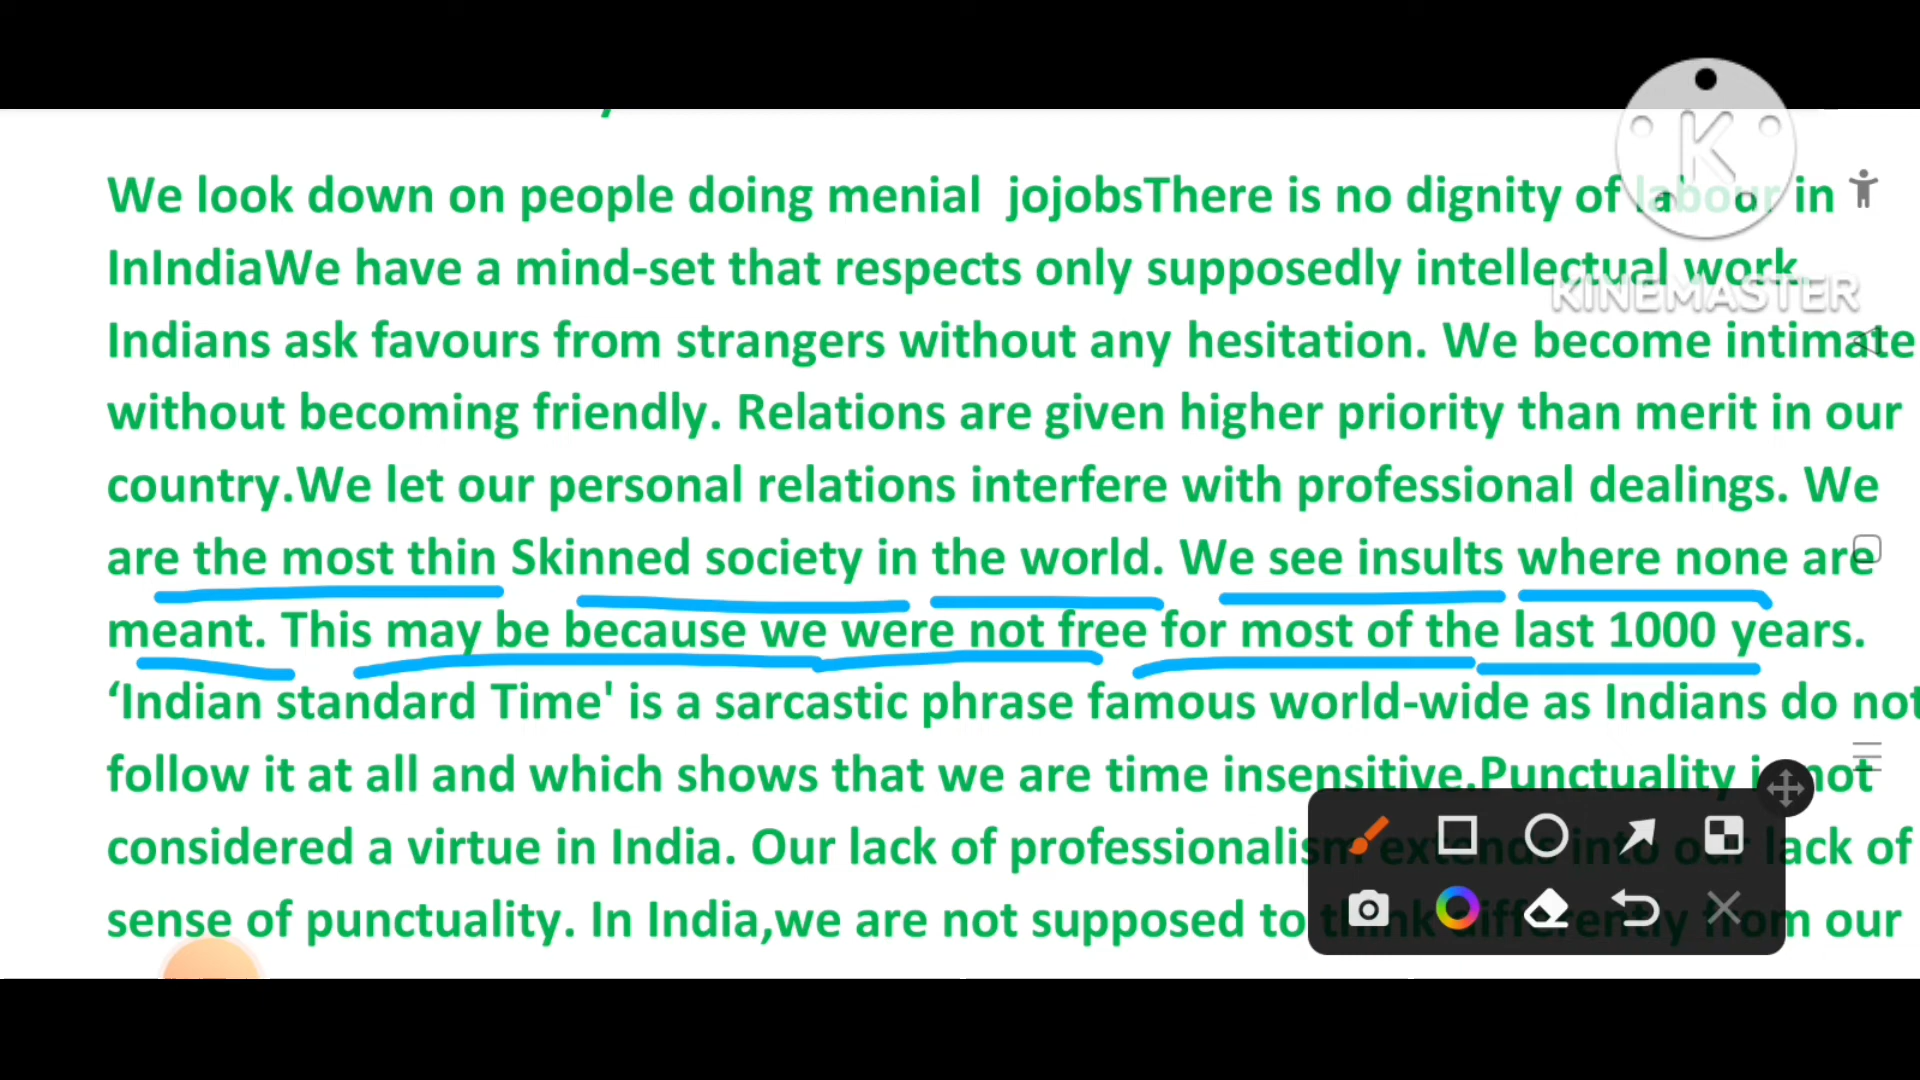 We look down on people doing menial  jojobsThere is no dignity of labour in
InIndiaWe have a mind-set that respects only supposedly intellectual work
KINEMASTER
Indians ask favours from strangers without any hesitation. We become intimate
without becoming friendly. Relations are given higher priority than merit in our
country.We let our personal relations interfere with professional dealings. We
are the most thin Skinned society in the world. We see insults where none are
meant. This may be because we were not free for most of the last 1000 years.
‘Indian standard Time' is a sarcastic phrase famous world-wide as Indians do not
follow it at all and which shows that we are time insensitive.Punctuality is not
considered a virtue in India. Our lack of professionalism extends into our lack of
sense of punctuality. In India,we are not supposed to think differently from our